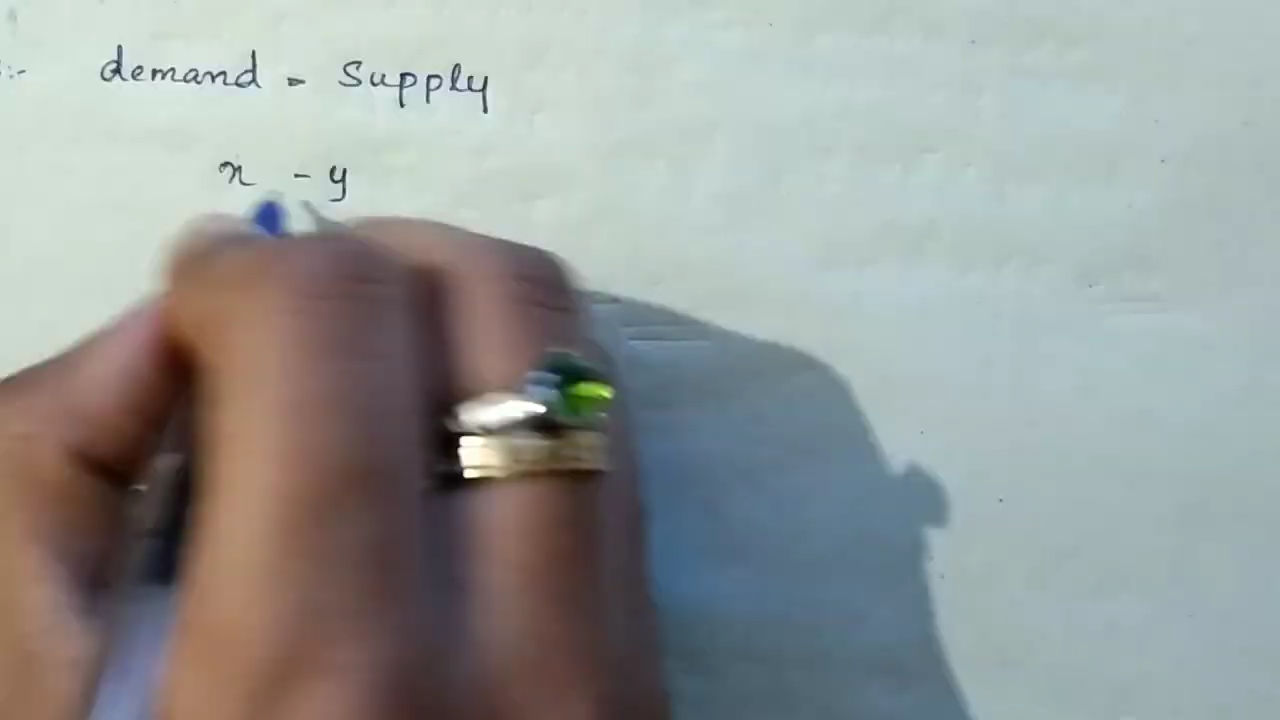 :- demand = Supply
x - y